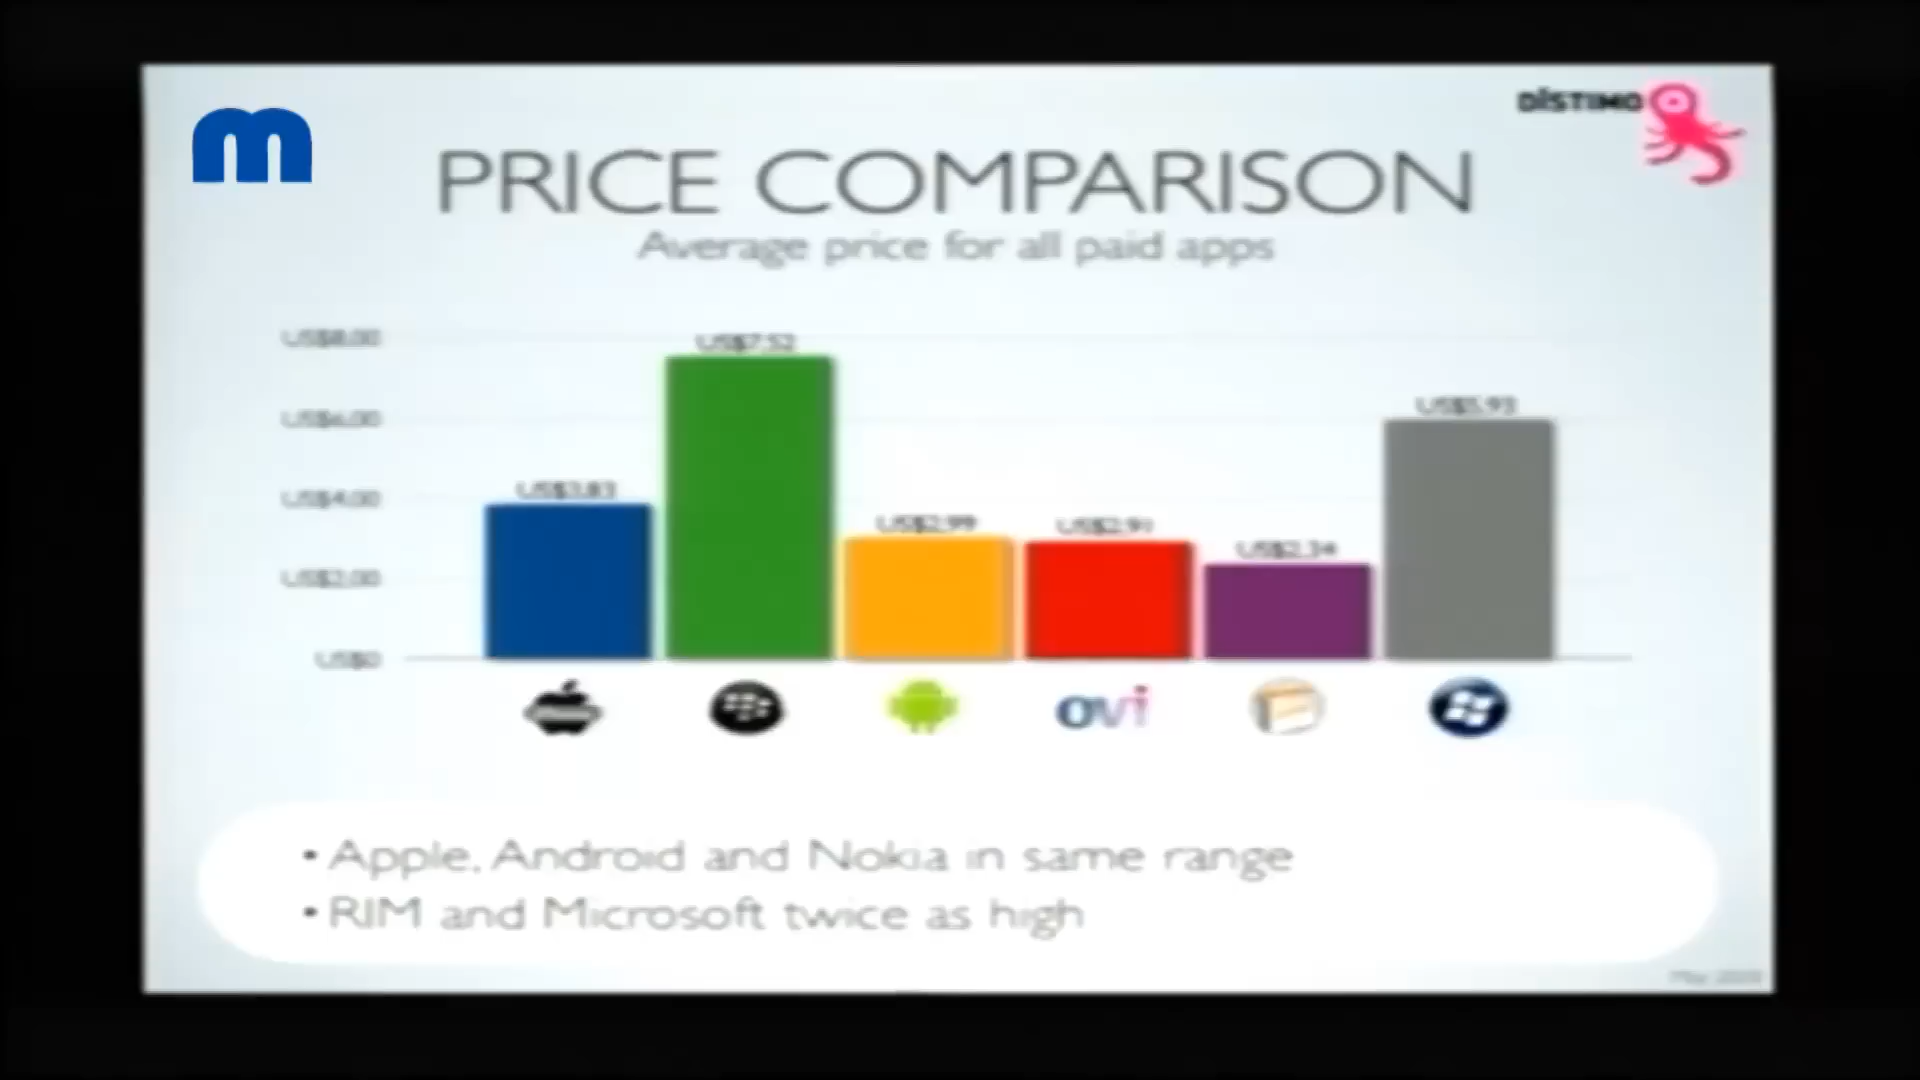 m
DISTIMO
PRICE COMPARISON
Average price for all paid apps
US$8.00
US$7.52
US$6.00
US$5.93
US$4.00
US$3.83
US$2.99
US$2.91
US$2.34
US$2.00
US$0
ovi
• Apple, Android and Nokia in same range
• RIM and Microsoft twice as high